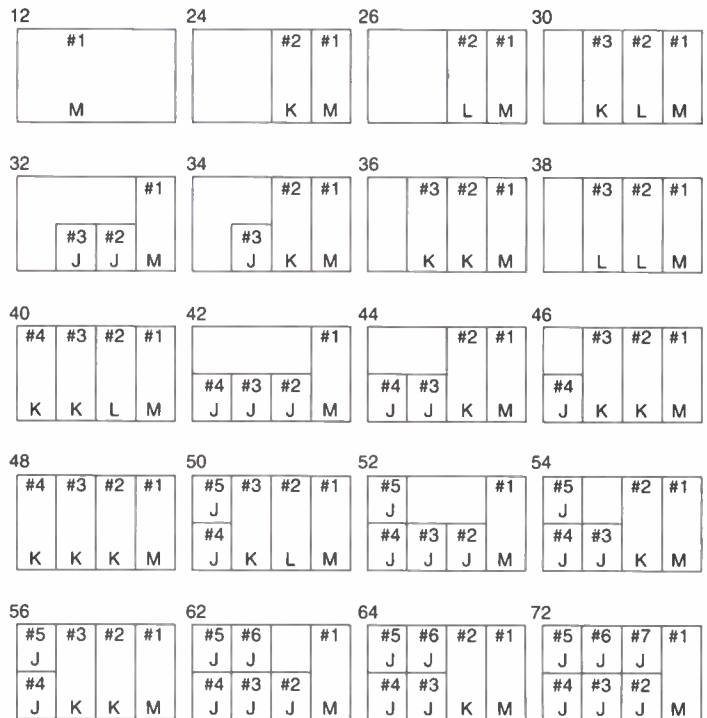 12 24 26 30
#1 #2 #1 #2 #1 #3 #2 #1
M K M L M K L M
32 34 36 38
#1 #2 #1 #3 #2 #1 #3 #2 #1
#3 #2 #3
J J M J K M K K M L L M
40 42 44 46
#4 #3 #2 #1 #1 #2 #1 #3 #2 #1
#4 #3 #2 #4 #3 #4
K K L M J J J M J J K M J K K M
48 50 52 54
#4 #3 #2 #1 #5 #3 #2 #1 #5 #1 #5 #2 #1
J J J
#4 #4 #3 #2 #4 #3
K K K M J K L M J J J M J J K M
56 62 64 72
#5 #3 #2 #1 #5 #6 #1 #5 #6 #2 #1 #5 #6 #7 #1
J J J J J J J J
#4 #4 #3 #2 #4 #3 #4 #3 #2
J K K M J J J M J J K M J J J M